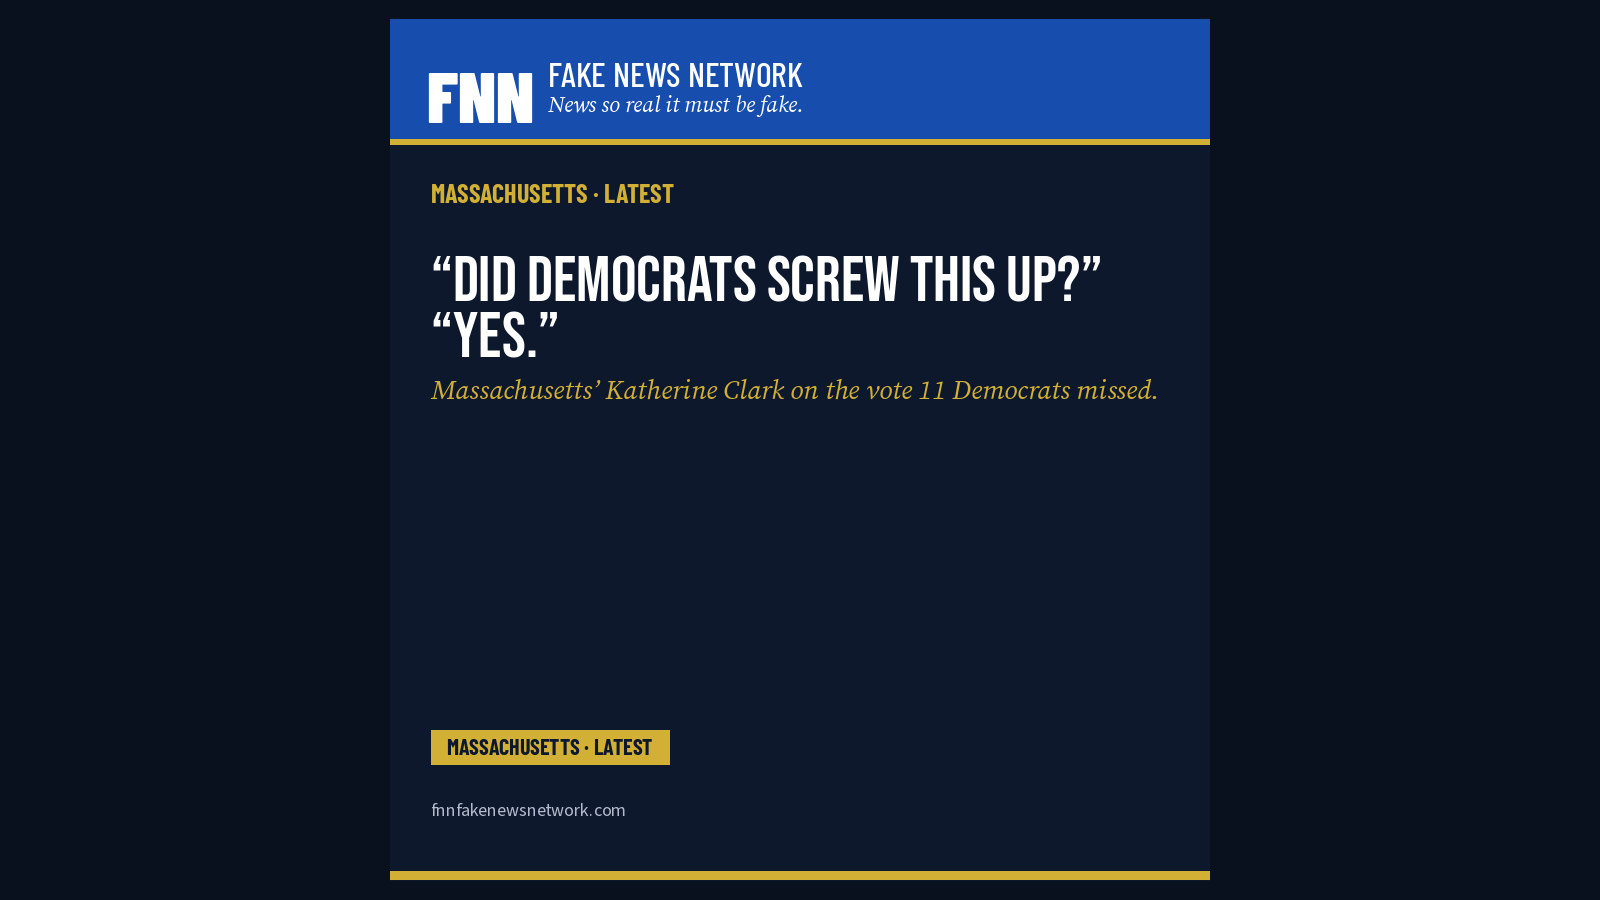 FNN
FAKE NEWS NETWORK
News so real it must be fake.
MASSACHUSETTS · LATEST
“DID DEMOCRATS SCREW THIS UP?”
“YES.”
Massachusetts’ Katherine Clark on the vote 11 Democrats missed.
MASSACHUSETTS · LATEST
fnnfakenewsnetwork.com